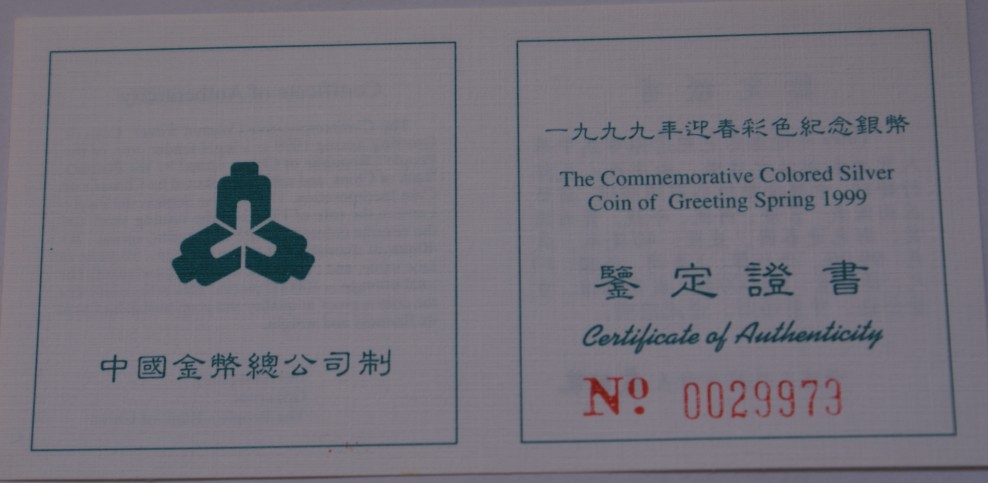 中國金幣總公司制
一九九九年迎春彩色紀念銀幣
The Commemorative Colored Silver
Coin of Greeting Spring 1999
鑒定證書
Certificate of Authenticity
Nº 0029973